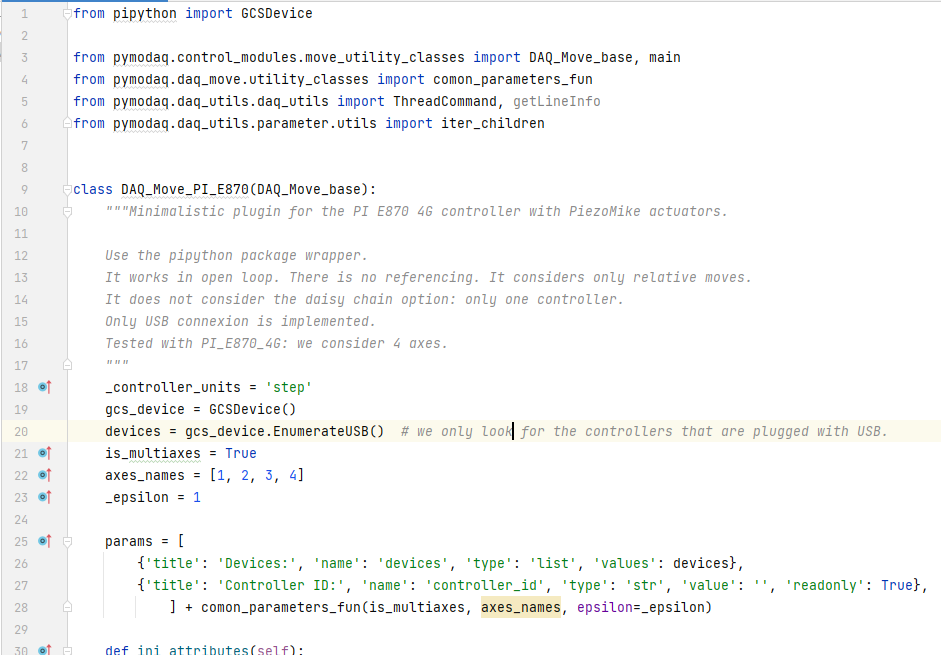 1 from pipython import GCSDevice
2
3 from pymodaq.control_modules.move_utility_classes import DAQ_Move_base, main
4 from pymodaq.daq_move.utility_classes import comon_parameters_fun
5 from pymodaq.daq_utils.daq_utils import ThreadCommand, getLineInfo
6 from pymodaq.daq_utils.parameter.utils import iter_children
7
8
9 class DAQ_Move_PI_E870(DAQ_Move_base):
10 """Minimalistic plugin for the PI E870 4G controller with PiezoMike actuators.
11
12 Use the pipython package wrapper.
13 It works in open loop. There is no referencing. It considers only relative moves.
14 It does not consider the daisy chain option: only one controller.
15 Only USB connexion is implemented.
16 Tested with PI_E870_4G: we consider 4 axes.
17 """
18 _controller_units = 'step'
19 gcs_device = GCSDevice()
20 devices = gcs_device.EnumerateUSB()  # we only look for the controllers that are plugged with USB.
21 is_multiaxes = True
22 axes_names = [1, 2, 3, 4]
23 _epsilon = 1
24
25 params = [
26 {'title': 'Devices:', 'name': 'devices', 'type': 'list', 'values': devices},
27 {'title': 'Controller ID:', 'name': 'controller_id', 'type': 'str', 'value': '', 'readonly': True},
28 ] + comon_parameters_fun(is_multiaxes, axes_names, epsilon=_epsilon)
29
30 def ini_attributes(self):